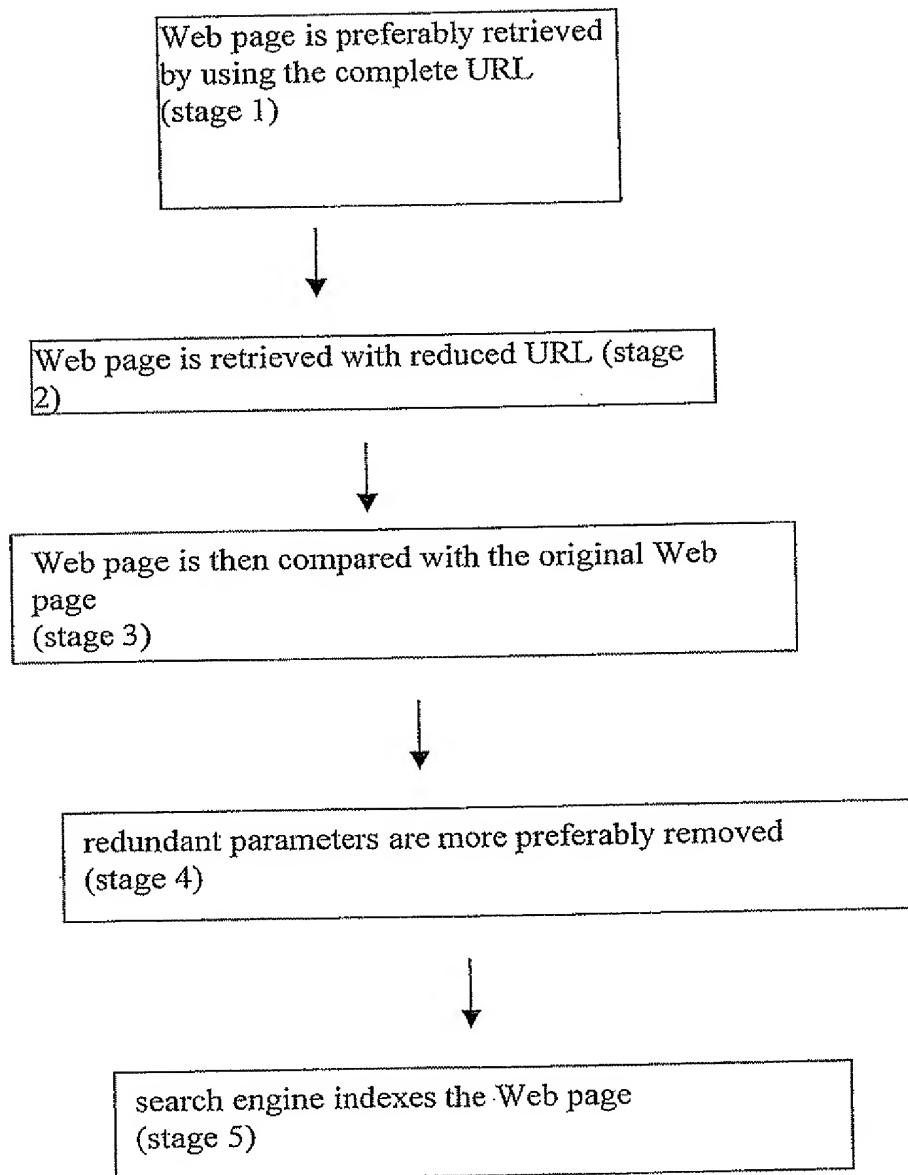 Web page is preferably retrieved
by using the complete URL
(stage 1)
Web page is retrieved with reduced URL (stage
2)
Web page is then compared with the original Web
page
(stage 3)
redundant parameters are more preferably removed
(stage 4)
search engine indexes the Web page
(stage 5)